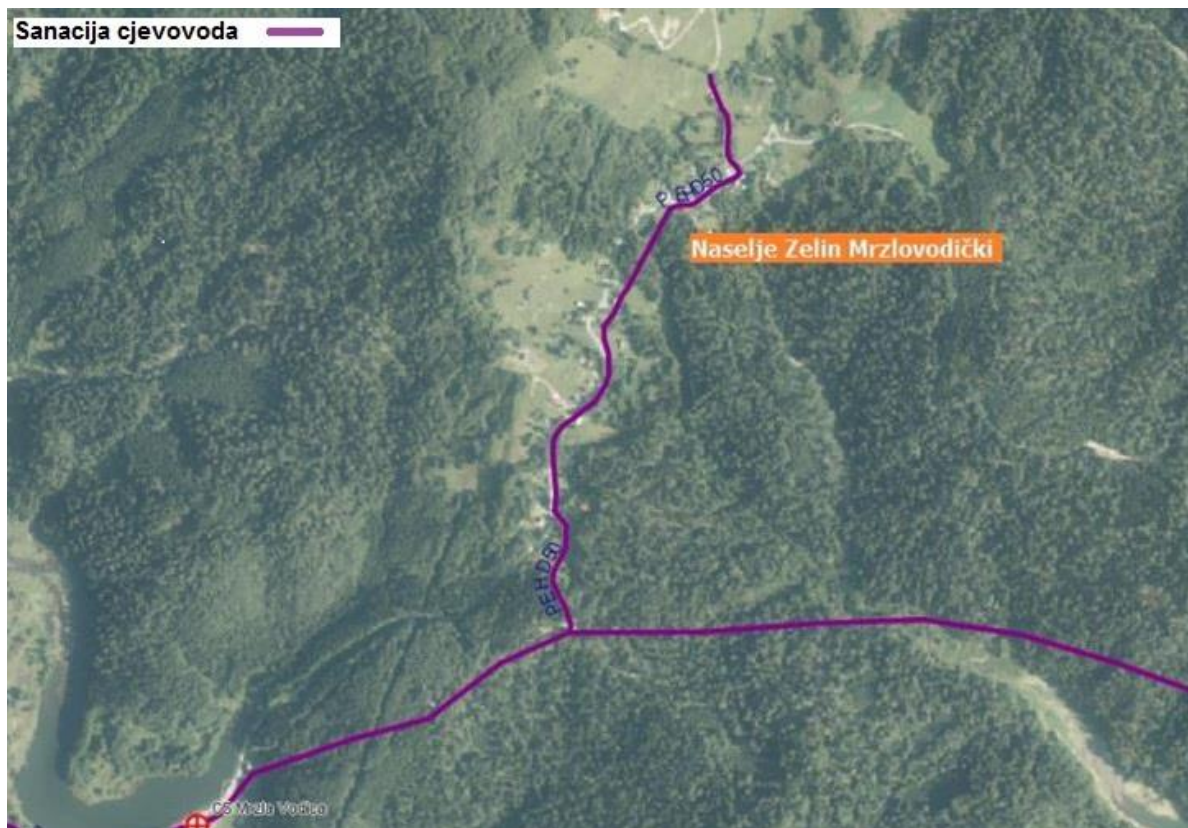 Sanacija cjevovoda
PEHD50
Naselje Zelin Mrzlovodički
PEHD50
CS Mrzla Vodica